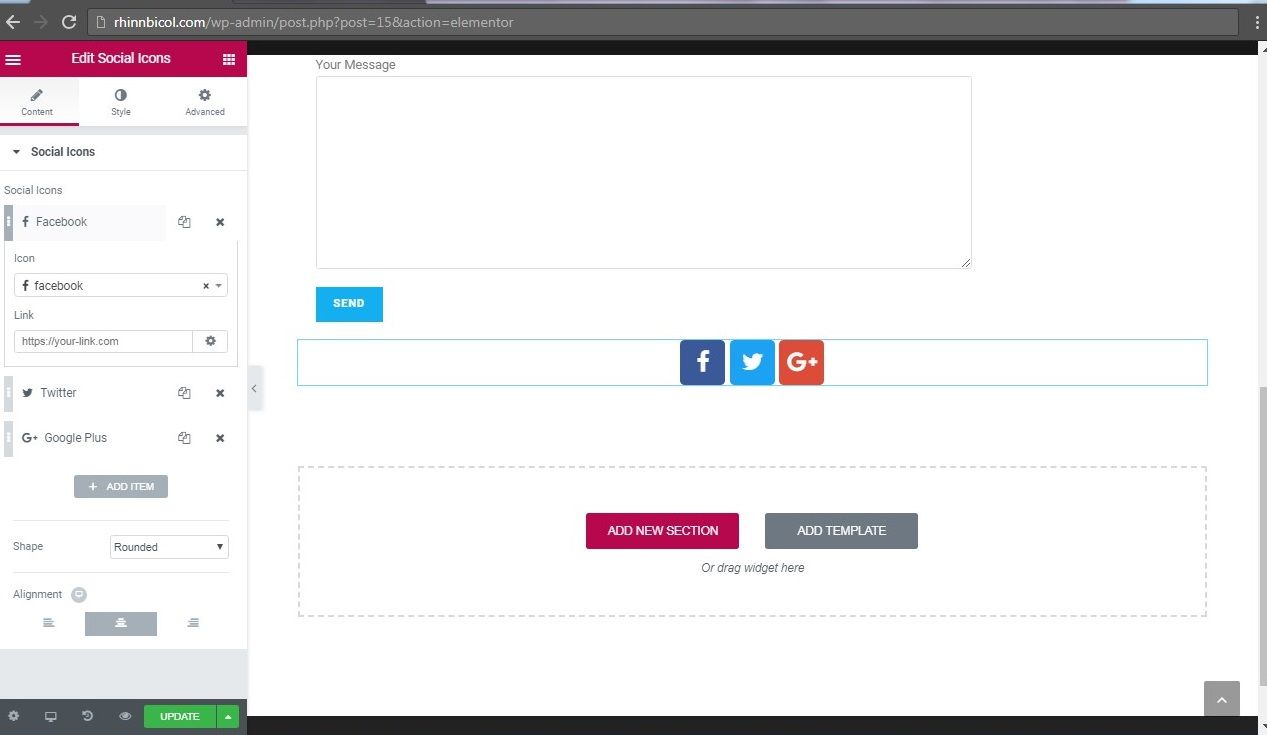 rhinnbicol.com/wp-admin/post.php?post=15&action=elementor
Edit Social Icons
Content
Style
Advanced
Social Icons
Social Icons
Facebook
Icon
facebook
Link
https://your-link.com
Twitter
G+ Google Plus
+ ADD ITEM
Shape
Rounded
Alignment
UPDATE
Your Message
SEND
f
G+
ADD NEW SECTION
ADD TEMPLATE
Or drag widget here